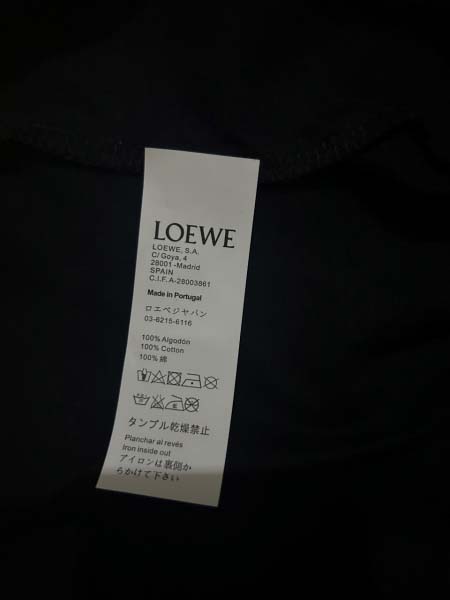 LOEWE
LOEWE, S.A.
C/ Goya, 4
28001 -Madrid
SPAIN
C.I.F.A-28003861
Made in Portugal
ロエベジャパン
03-6215-6116
100% Algodón
100% Cotton
100% 綿
タンプル乾燥禁止
Planchar al revés
Iron inside out
アイロンは裏側か
らかけて下さい